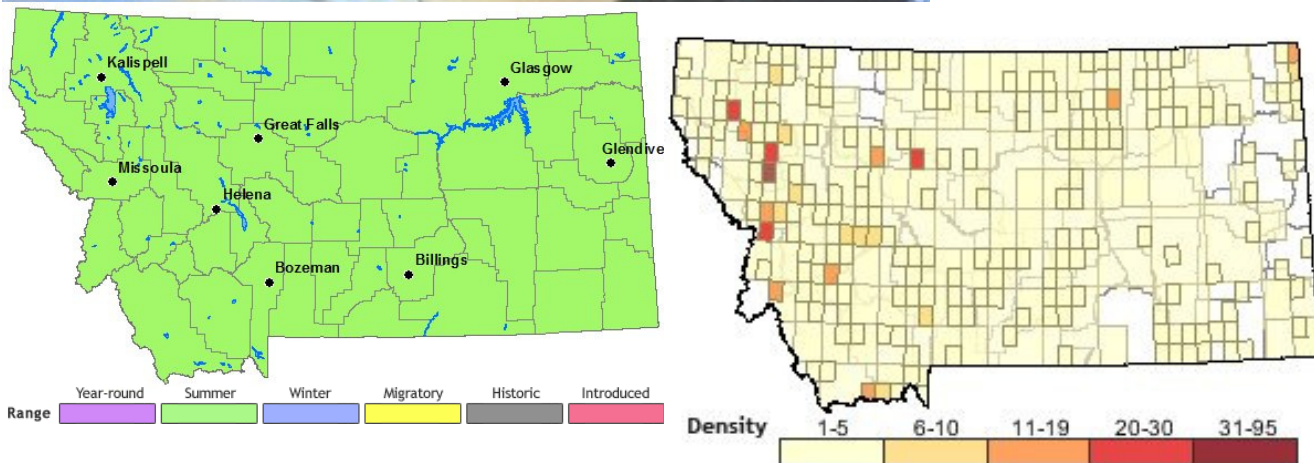 Kalispell
Glasgow
Great Falls
Glendive
Missoula
Helena
Bozeman
Billings
Range Year-round Summer Winter Migratory Historic Introduced
Density 1-5 6-10 11-19 20-30 31-95